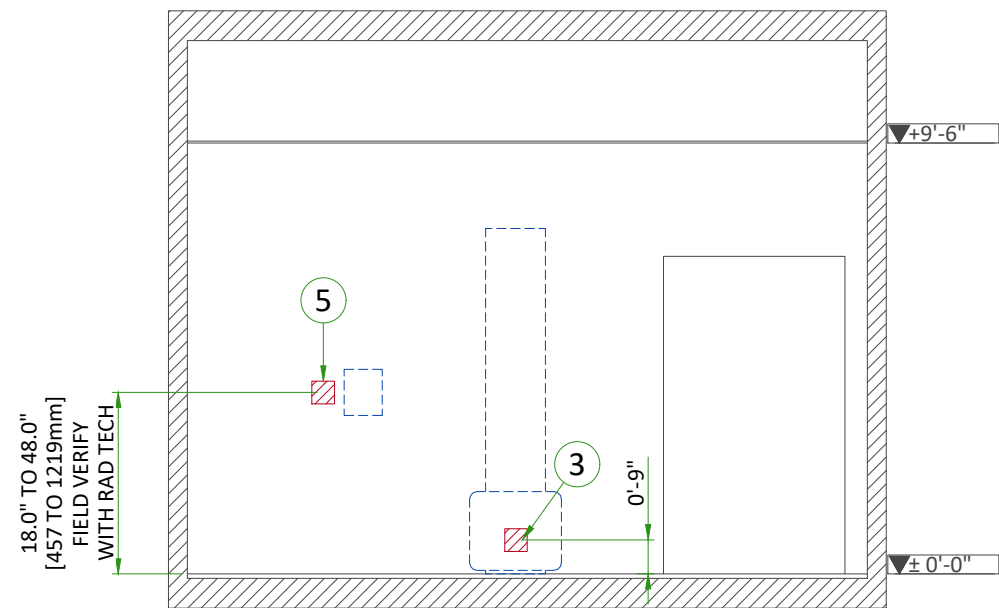 +9'-6"
5
18.0" TO 48.0"
[457 TO 1219mm]
FIELD VERIFY
WITH RAD TECH
3
0'-9"
± 0'-0"